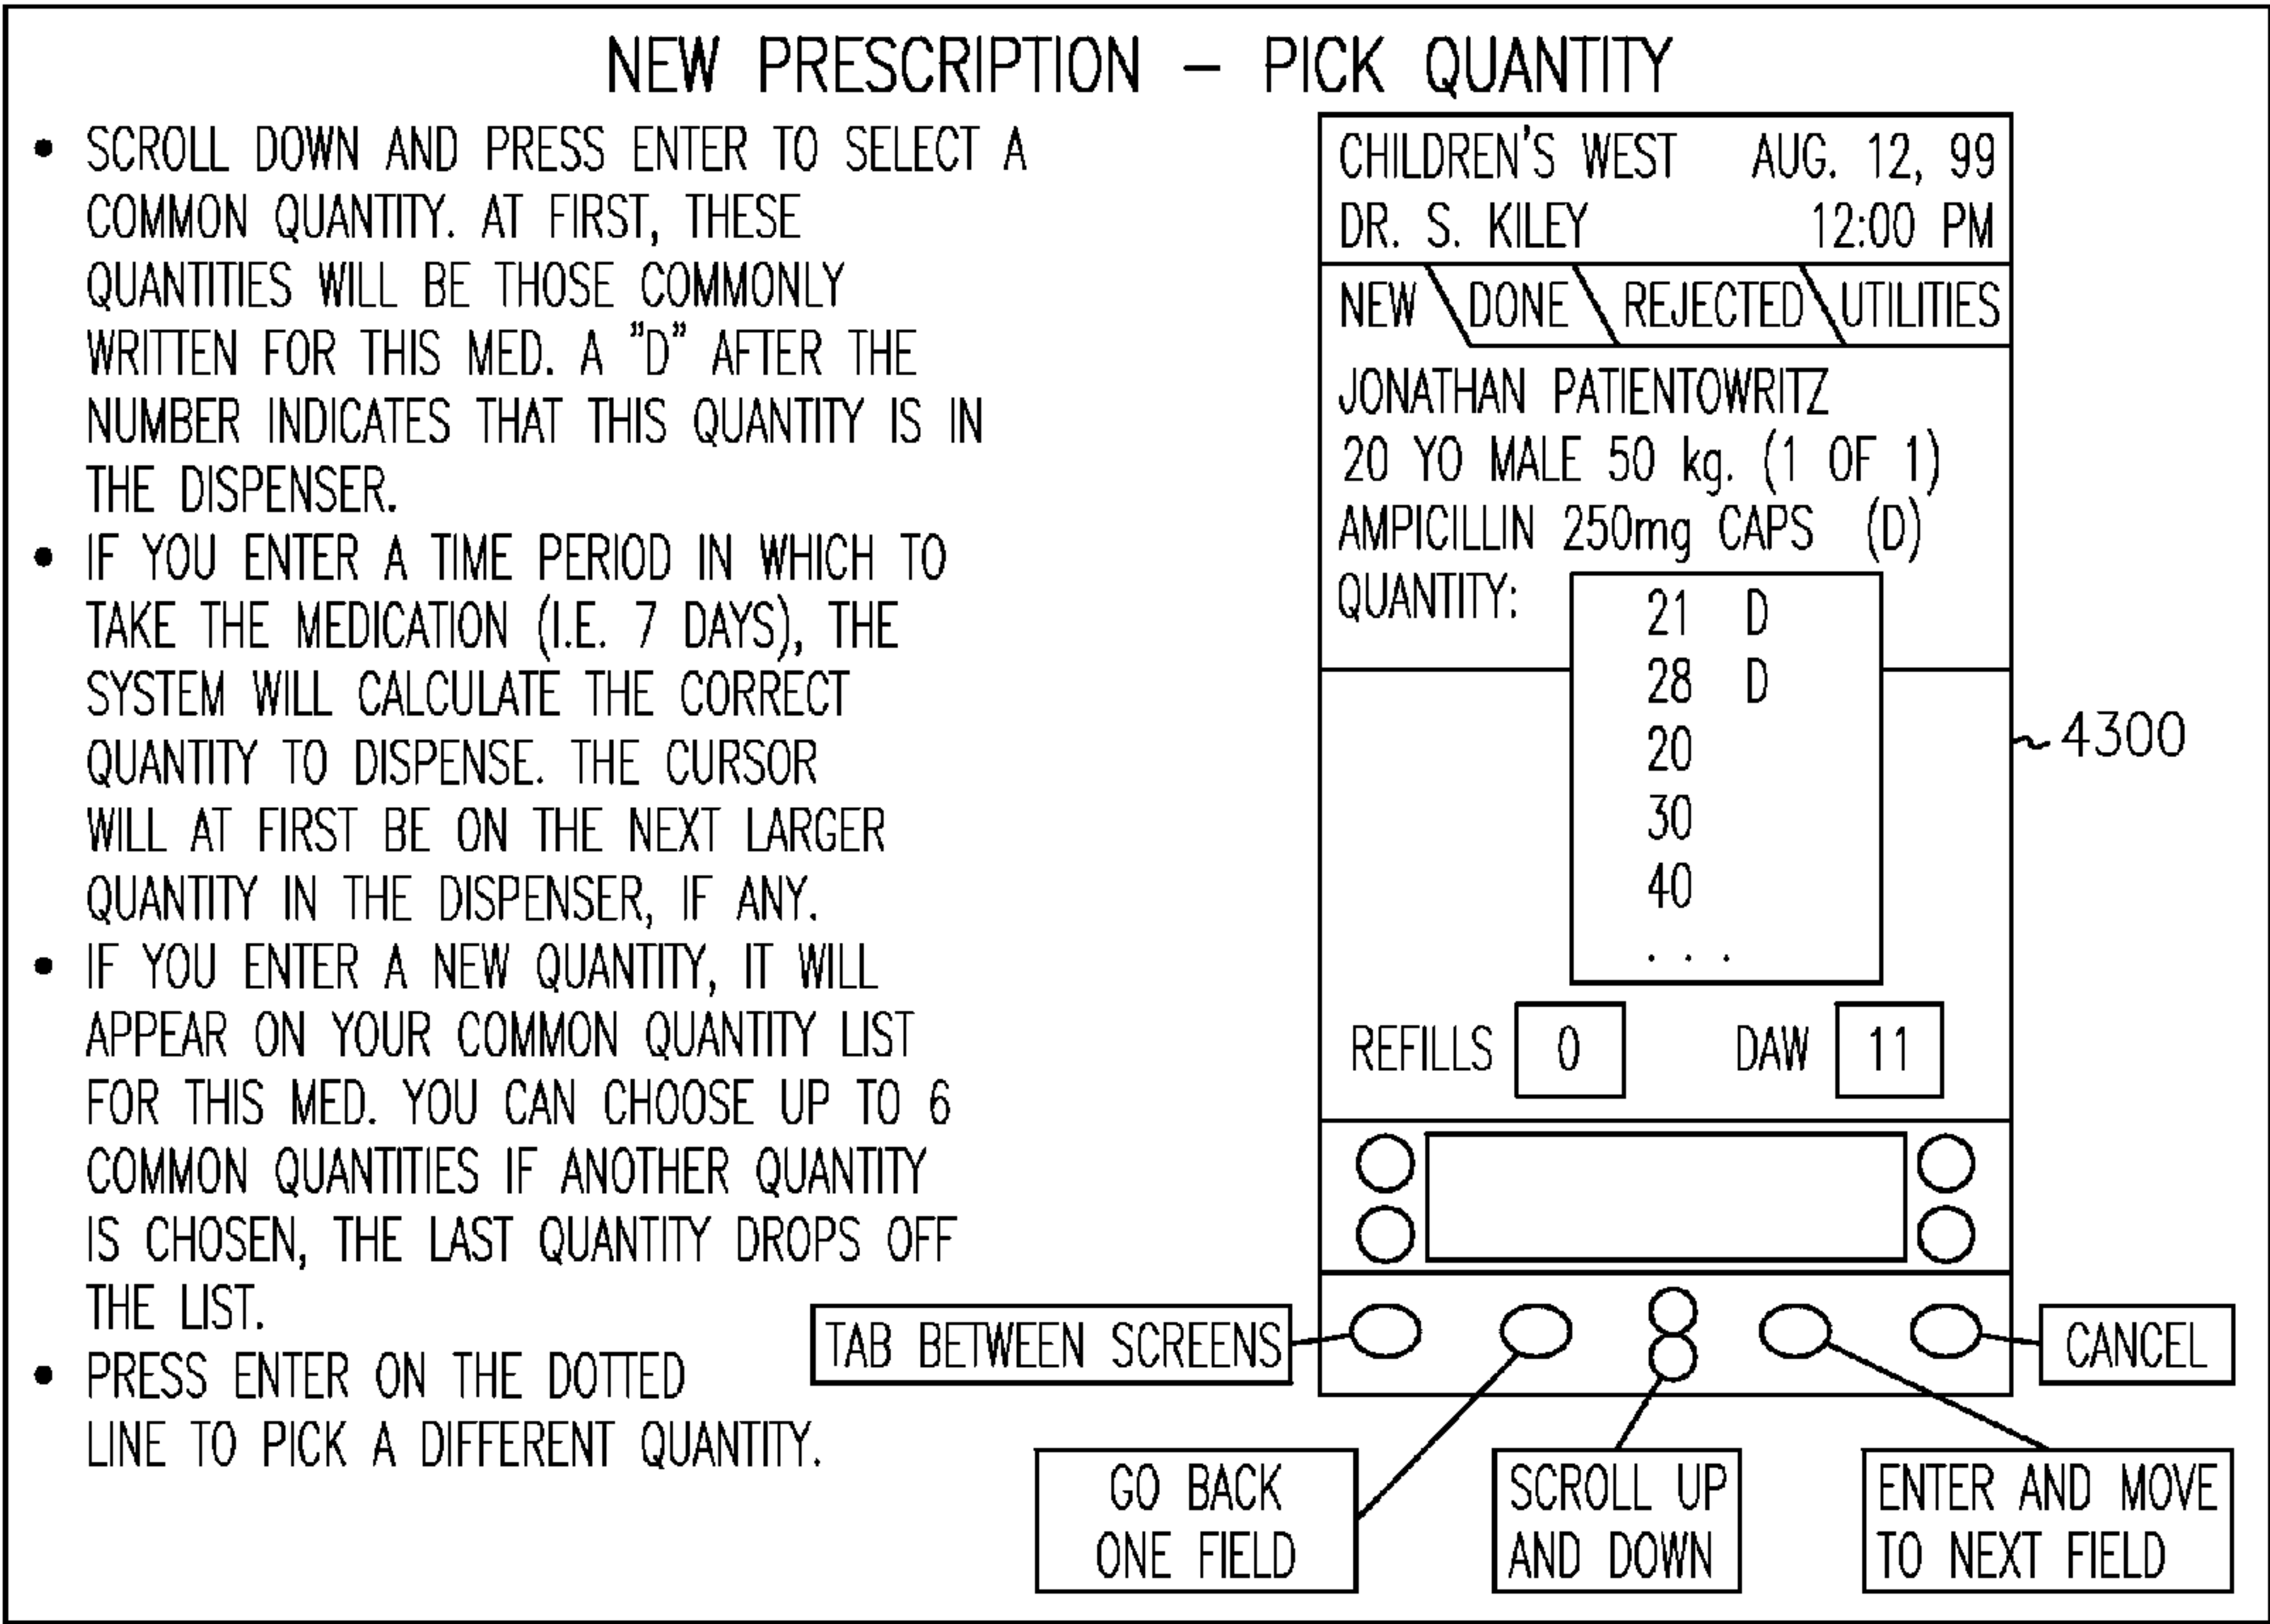 NEW PRESCRIPTION – PICK QUANTITY
• SCROLL DOWN AND PRESS ENTER TO SELECT A
COMMON QUANTITY. AT FIRST, THESE
QUANTITIES WILL BE THOSE COMMONLY
WRITTEN FOR THIS MED. A "D" AFTER THE
NUMBER INDICATES THAT THIS QUANTITY IS IN
THE DISPENSER.
• IF YOU ENTER A TIME PERIOD IN WHICH TO
TAKE THE MEDICATION (I.E. 7 DAYS), THE
SYSTEM WILL CALCULATE THE CORRECT
QUANTITY TO DISPENSE. THE CURSOR
WILL AT FIRST BE ON THE NEXT LARGER
QUANTITY IN THE DISPENSER, IF ANY.
• IF YOU ENTER A NEW QUANTITY, IT WILL
APPEAR ON YOUR COMMON QUANTITY LIST
FOR THIS MED. YOU CAN CHOOSE UP TO 6
COMMON QUANTITIES IF ANOTHER QUANTITY
IS CHOSEN, THE LAST QUANTITY DROPS OFF
THE LIST.
• PRESS ENTER ON THE DOTTED
LINE TO PICK A DIFFERENT QUANTITY.
CHILDREN'S WEST AUG. 12, 99
DR. S. KILEY 12:00 PM
NEW DONE REJECTED UTILITIES
JONATHAN PATIENTOWRITZ
20 YO MALE 50 kg. (1 OF 1)
AMPICILLIN 250mg CAPS (D)
QUANTITY:
21 D
28 D
20
30
40
. . .
4300
REFILLS 0 DAW 11
TAB BETWEEN SCREENS
CANCEL
GO BACK
ONE FIELD
SCROLL UP
AND DOWN
ENTER AND MOVE
TO NEXT FIELD